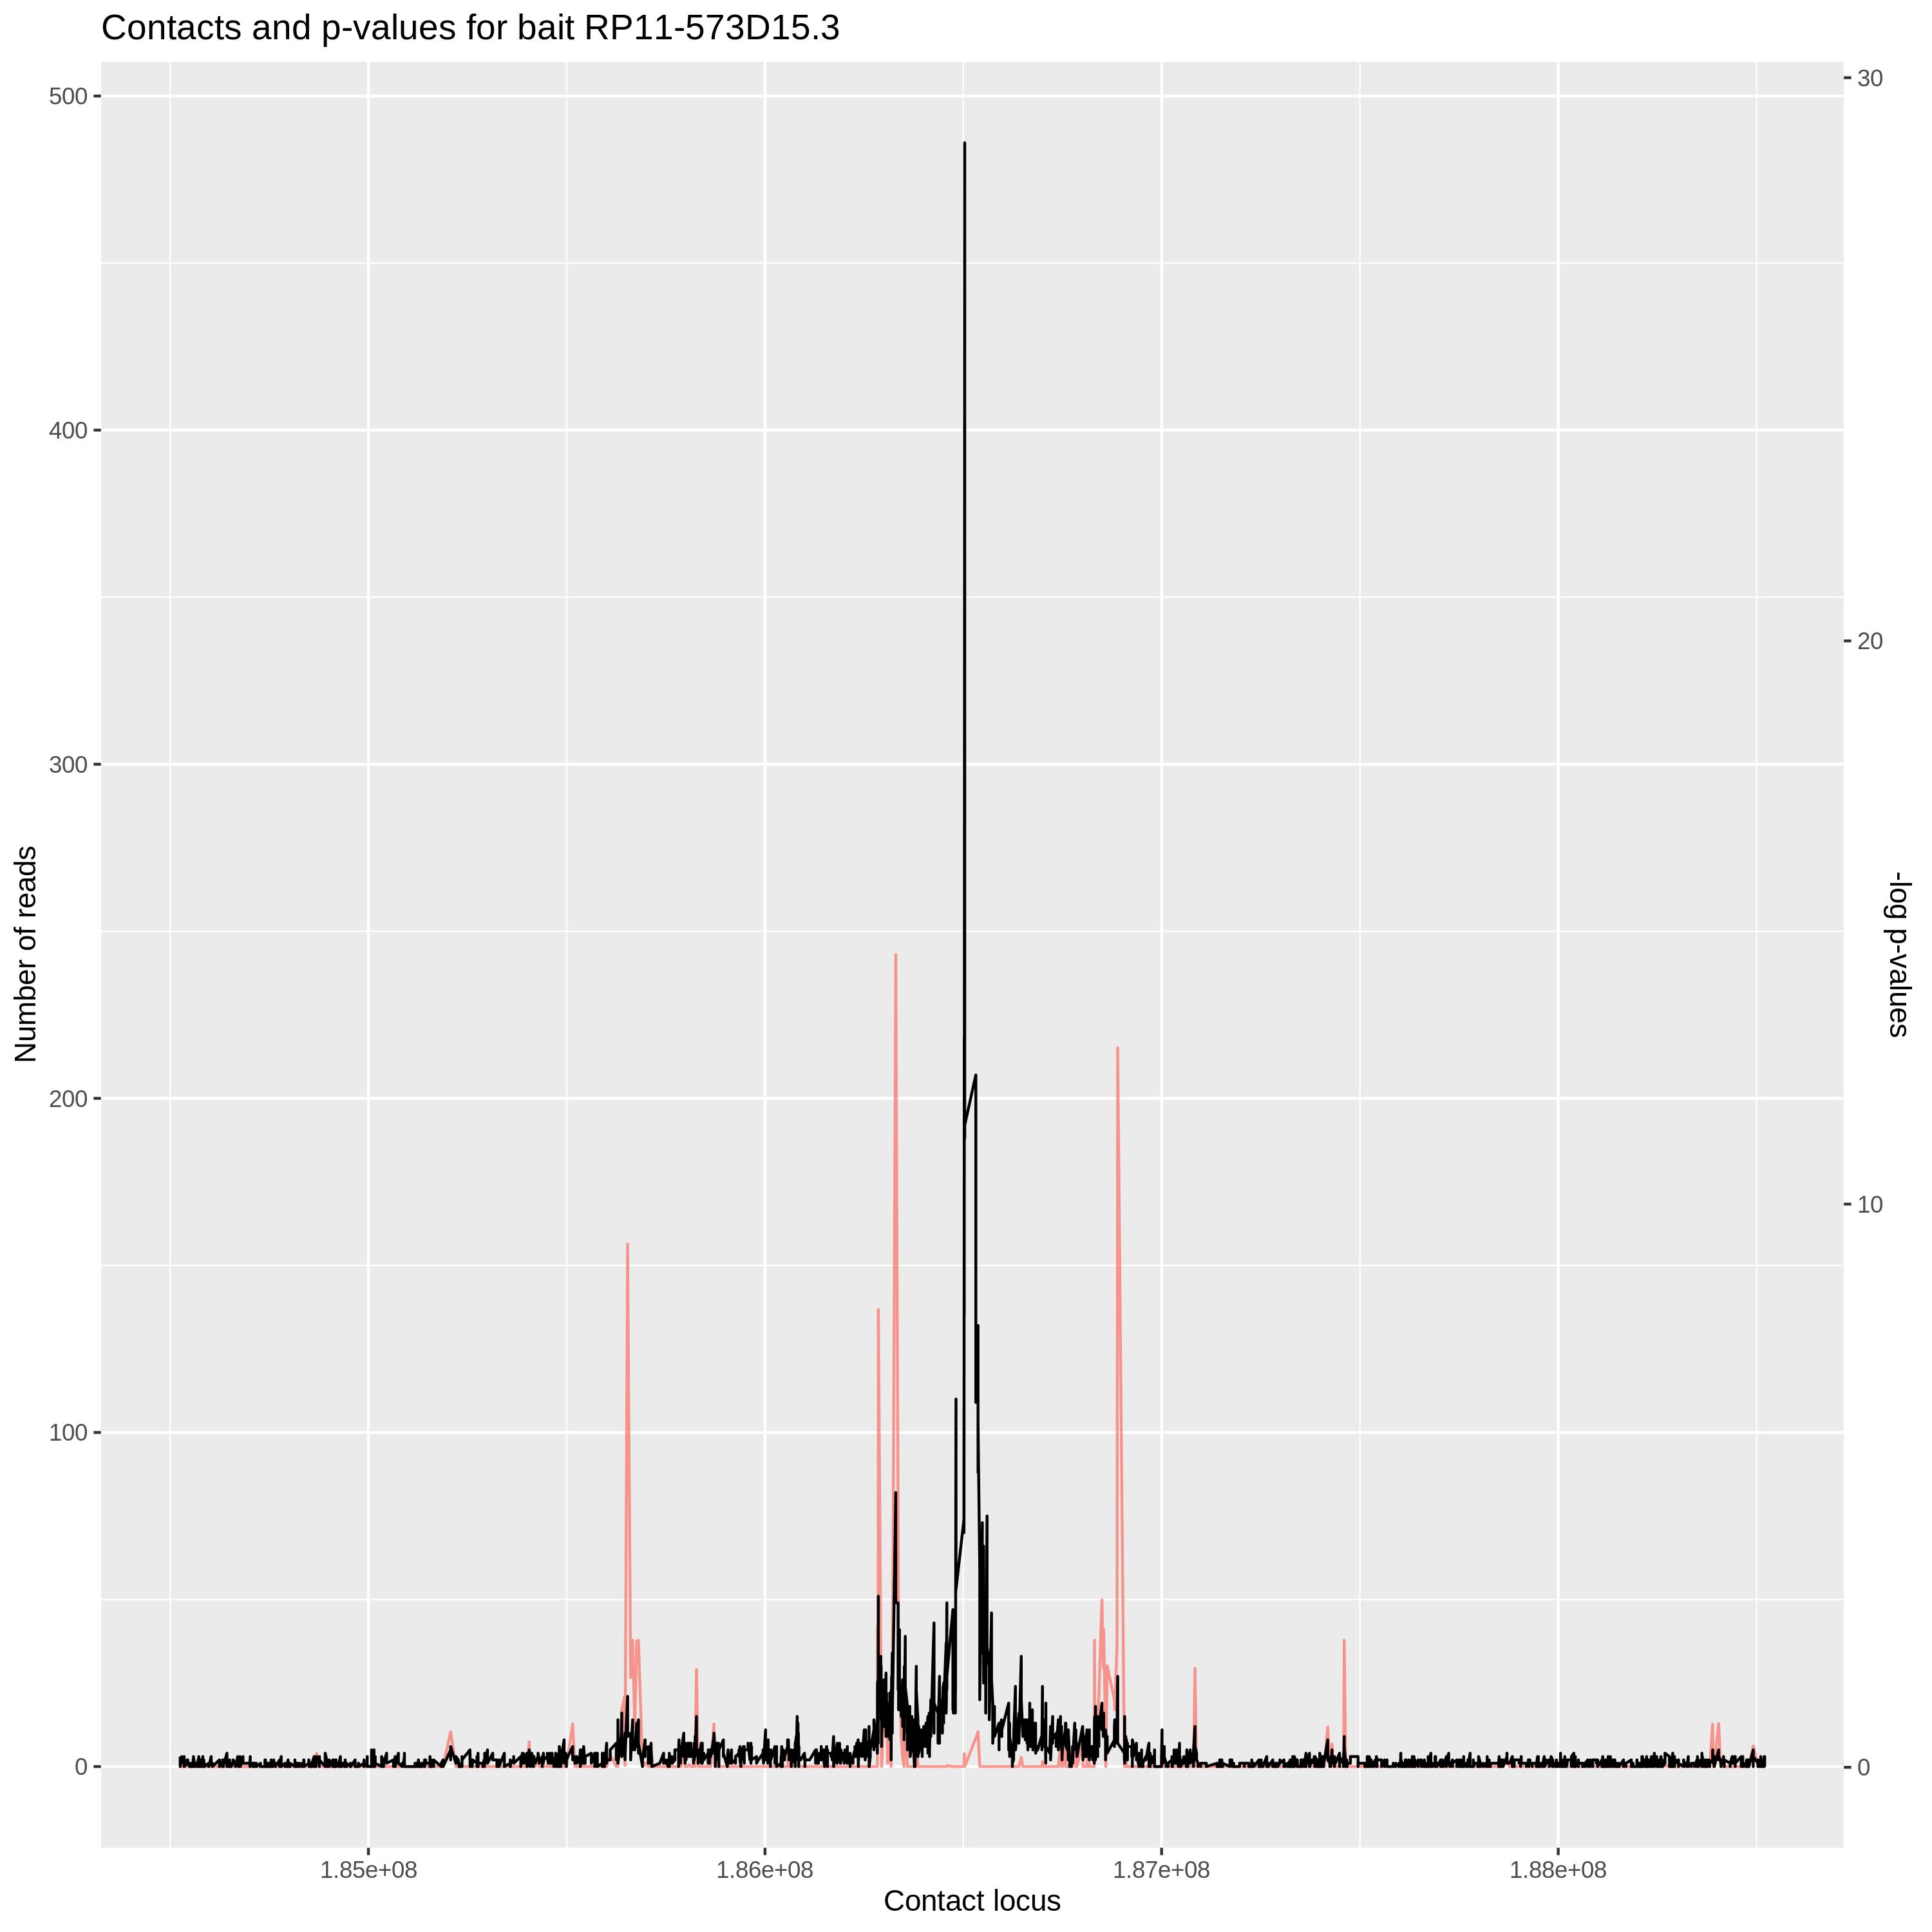 Contacts and p-values for bait RP11-573D15.3
500
400
300
200
100
0
Number of reads
30
20
10
0
-log p-values
1.85e+08 1.86e+08 1.87e+08 1.88e+08
Contact locus